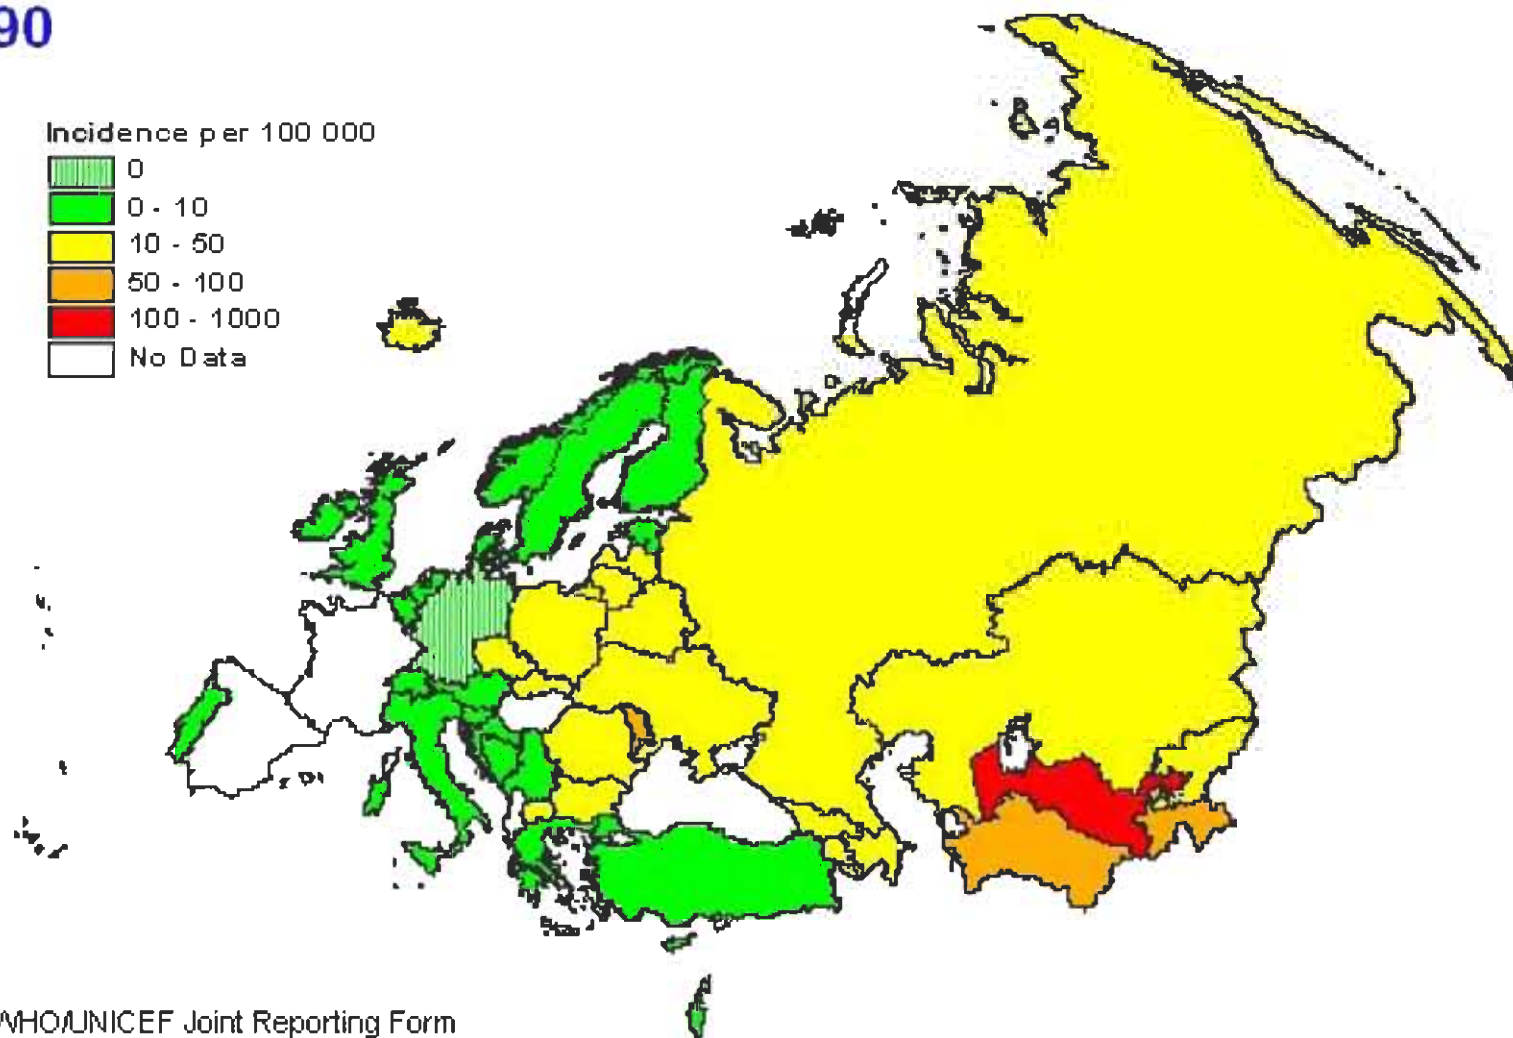 90
Incidence per 100 000
0
0 - 10
10 - 50
50 - 100
100 - 1000
No Data
WHO/UNICEF Joint Reporting Form